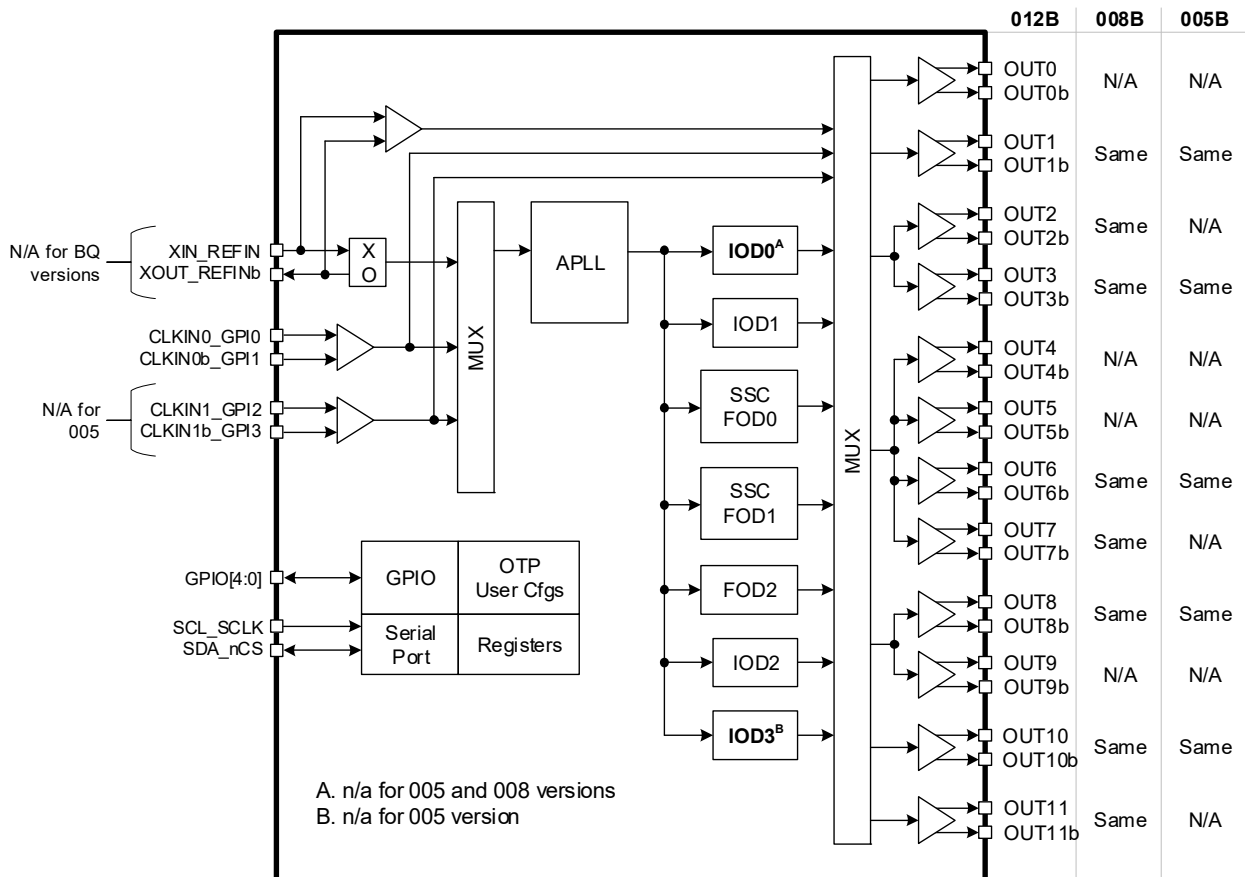 012B 008B 005B
OUT0
OUT0b
N/A N/A
OUT1
OUT1b
Same Same
OUT2
OUT2b
Same N/A
OUT3
OUT3b
Same Same
OUT4
OUT4b
N/A N/A
OUT5
OUT5b
N/A N/A
OUT6
OUT6b
Same Same
OUT7
OUT7b
Same N/A
OUT8
OUT8b
Same Same
OUT9
OUT9b
N/A N/A
OUT10
OUT10b
Same Same
OUT11
OUT11b
Same N/A
N/A for BQ
versions
XIN_REFIN
XOUT_REFINb
X
O
CLKIN0_GPI0
CLKIN0b_GPI1
N/A for
005
CLKIN1_GPI2
CLKIN1b_GPI3
MUX
APLL
IOD0A
IOD1
SSC
FOD0
SSC
FOD1
FOD2
IOD2
IOD3B
MUX
GPIO[4:0]
SCL_SCLK
SDA_nCS
GPIO
OTP
User Cfgs
Serial
Port
Registers
A. n/a for 005 and 008 versions
B. n/a for 005 version